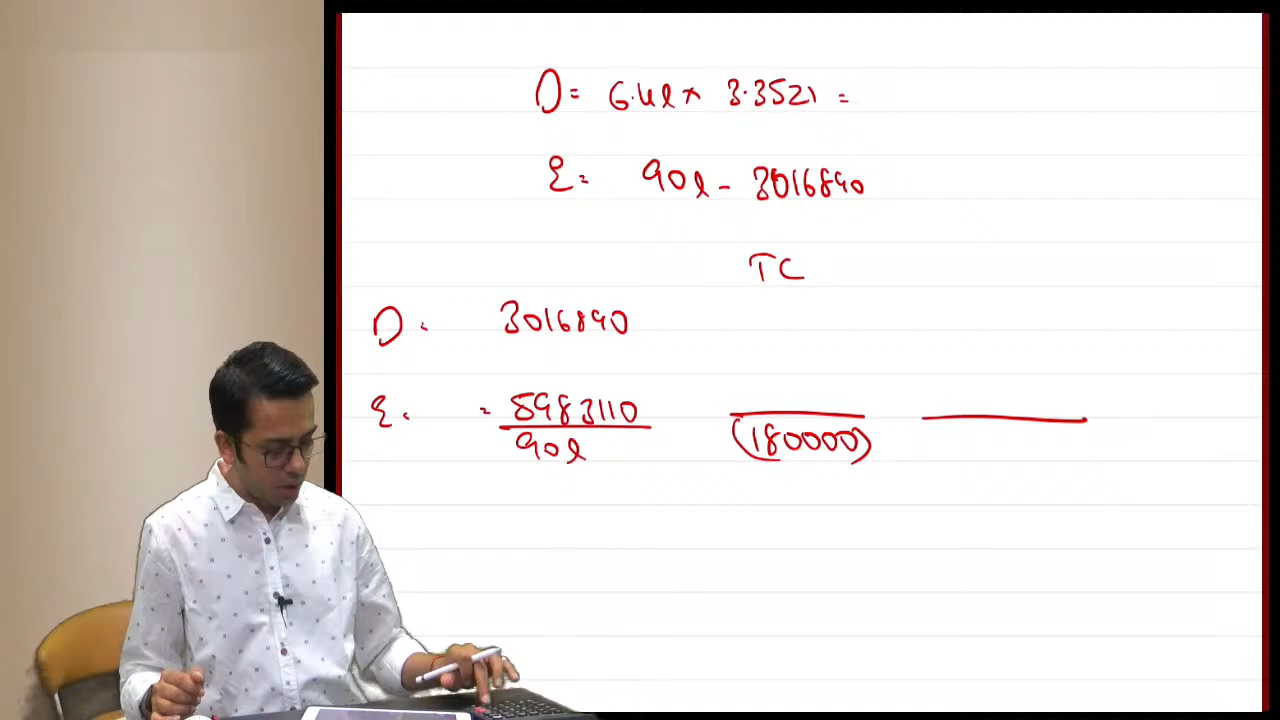 D = 6.4l × 3.3521 =
E = 90l - 3016890
TC
D = 3016890
E = 5983110
90l (180000)